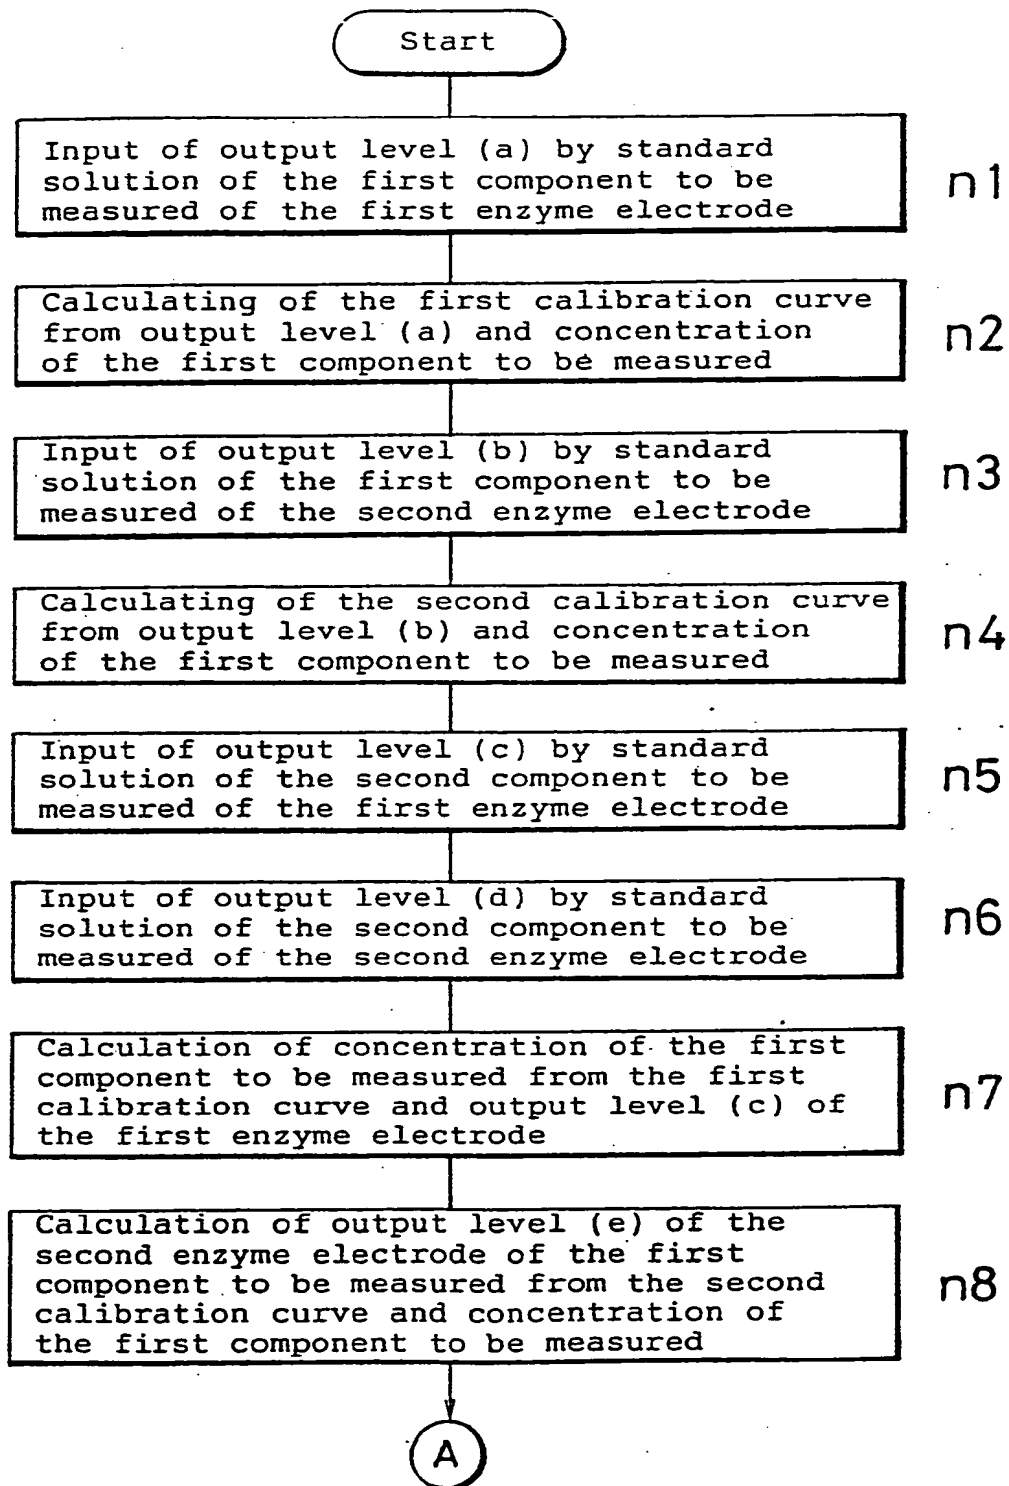 Start
Input of output level (a) by standard
solution of the first component to be
measured of the first enzyme electrode
n1
Calculating of the first calibration curve
from output level (a) and concentration
of the first component to be measured
n2
Input of output level (b) by standard
solution of the first component to be
measured of the second enzyme electrode
n3
Calculating of the second calibration curve
from output level (b) and concentration
of the first component to be measured
n4
Input of output level (c) by standard
solution of the second component to be
measured of the first enzyme electrode
n5
Input of output level (d) by standard
solution of the second component to be
measured of the second enzyme electrode
n6
Calculation of concentration of the first
component to be measured from the first
calibration curve and output level (c) of
the first enzyme electrode
n7
Calculation of output level (e) of the
second enzyme electrode of the first
component to be measured from the second
calibration curve and concentration of
the first component to be measured
n8
A